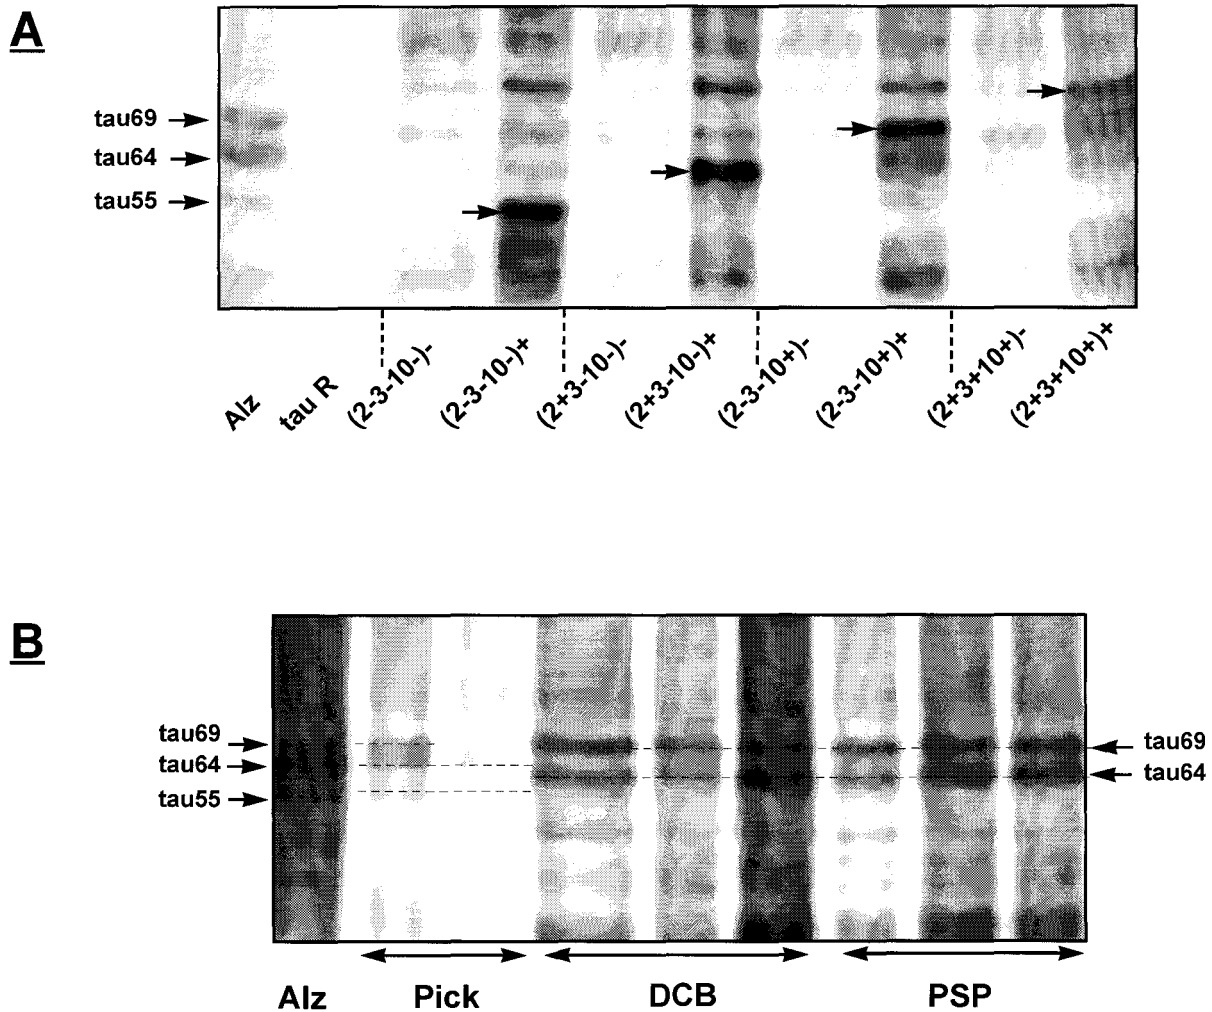 A
tau69
tau64
tau55
Alz
tau R
(2-3-10-)-
(2-3-10-)+
(2+3-10-)-
(2+3-10-)+
(2-3-10+)-
(2-3-10+)+
(2+3+10+)-
(2+3+10+)+
B
tau69
tau64
tau55
tau69
tau64
Alz
Pick
DCB
PSP